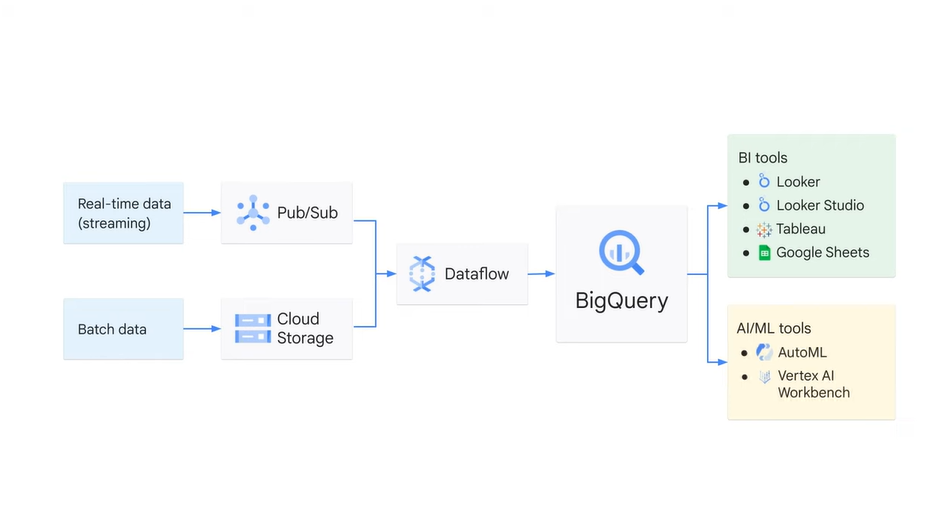 Real-time data
(streaming)
Pub/Sub
Batch data
Cloud
Storage
Dataflow
BigQuery
BI tools
Looker
Looker Studio
Tableau
Google Sheets
AI/ML tools
AutoML
Vertex AI
Workbench